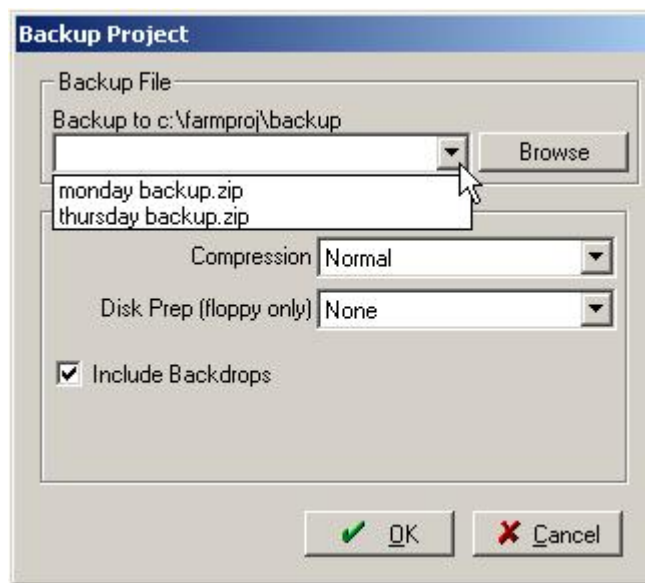 Backup Project
Backup File
Backup to c:\farmproj\backup
Browse
monday backup.zip
thursday backup.zip
Compression Normal
Disk Prep (floppy only) None
Include Backdrops
OK Cancel